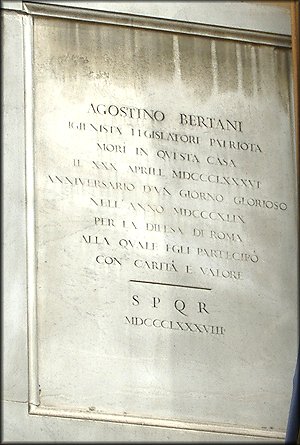 AGOSTINO BERTANI
IGIENISTA LEGISLATORE PATRIOTA
MORÌ IN QVESTA CASA
IL XXX APRILE MDCCCLXXXVI
ANNIVERSARIO D'VN GIORNO GLORIOSO
NELL'ANNO MDCCCXLIX
PER LA DIFESA DI ROMA
ALLA QVALE EGLI PARTECIPÒ
CON CARITÀ E VALORE
S P Q R
MDCCCLXXXVIII